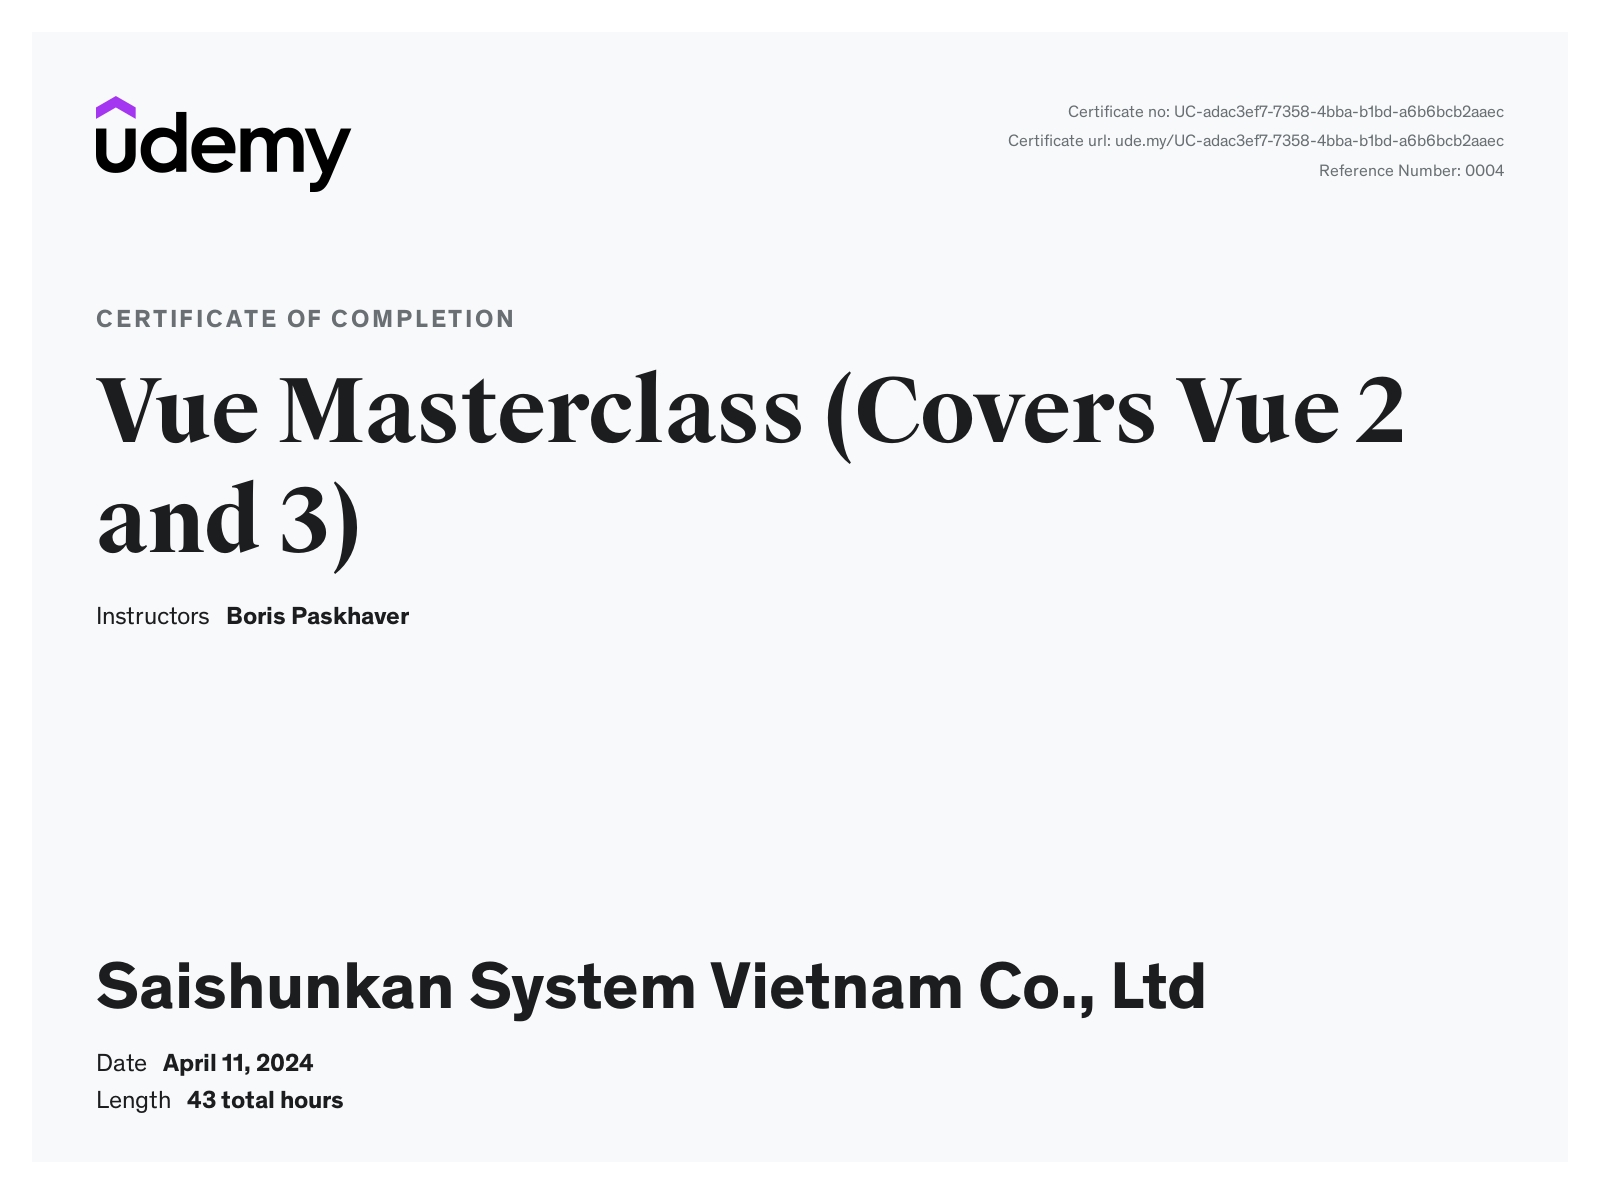 udemy
Certificate no: UC-adac3ef7-7358-4bba-b1bd-a6b6bcb2aaec
Certificate url: ude.my/UC-adac3ef7-7358-4bba-b1bd-a6b6bcb2aaec
Reference Number: 0004
CERTIFICATE OF COMPLETION
Vue Masterclass (Covers Vue 2
and 3)
Instructors Boris Paskhaver
Saishunkan System Vietnam Co., Ltd
Date April 11, 2024
Length 43 total hours